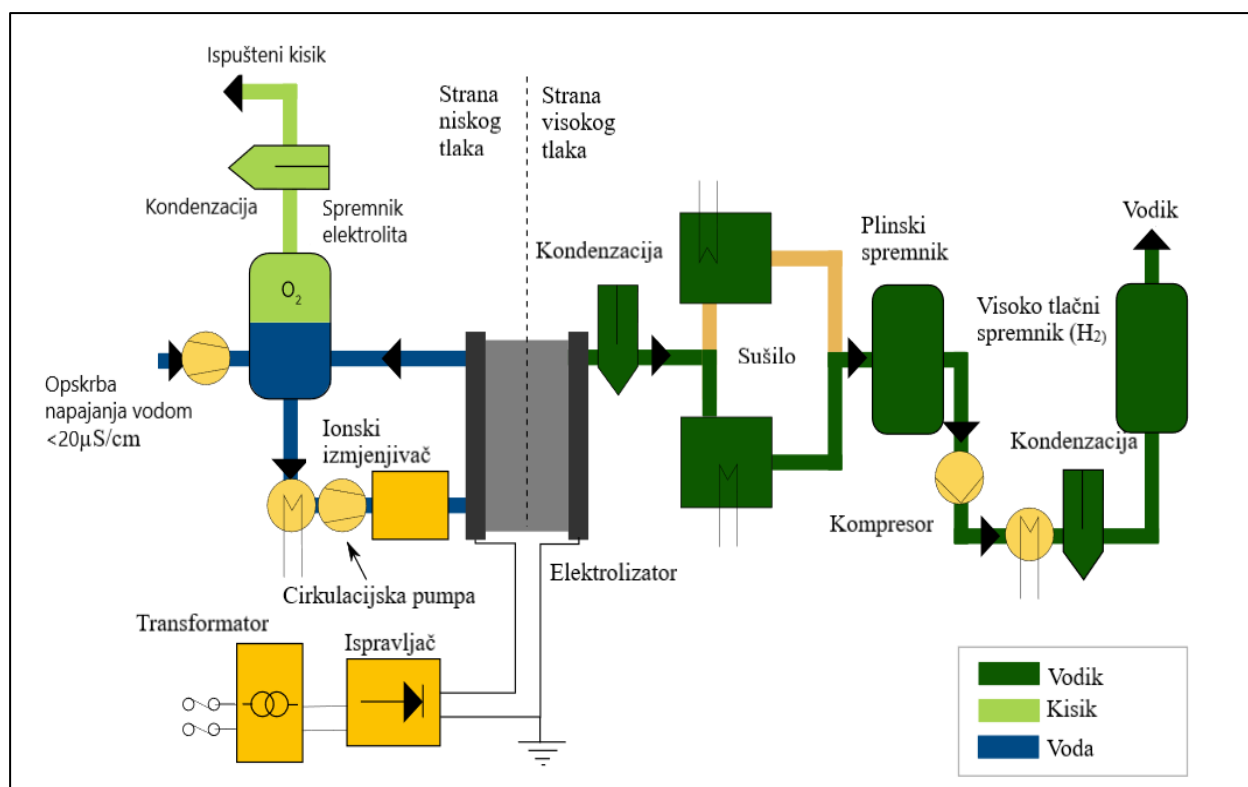 Ispušteni kisik
Strana
niskog
tlaka
Strana
visokog
tlaka
Kondenzacija
Spremnik
elektrolita
O₂
Opskrba
napajanja vodom
<20µS/cm
Ionski
izmjenjivač
Cirkulacijska pumpa
Transformator
Ispravljač
Elektrolizator
Kondenzacija
Sušilo
Plinski
spremnik
Kompresor
Kondenzacija
Visoko tlačni
spremnik (H₂)
Vodik
Vodik
Kisik
Voda